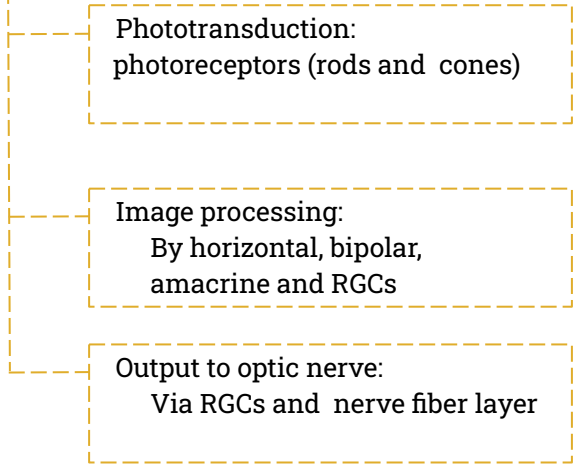 Phototransduction:
photoreceptors (rods and cones)
Image processing:
By horizontal, bipolar,
amacrine and RGCs
Output to optic nerve:
Via RGCs and nerve fiber layer